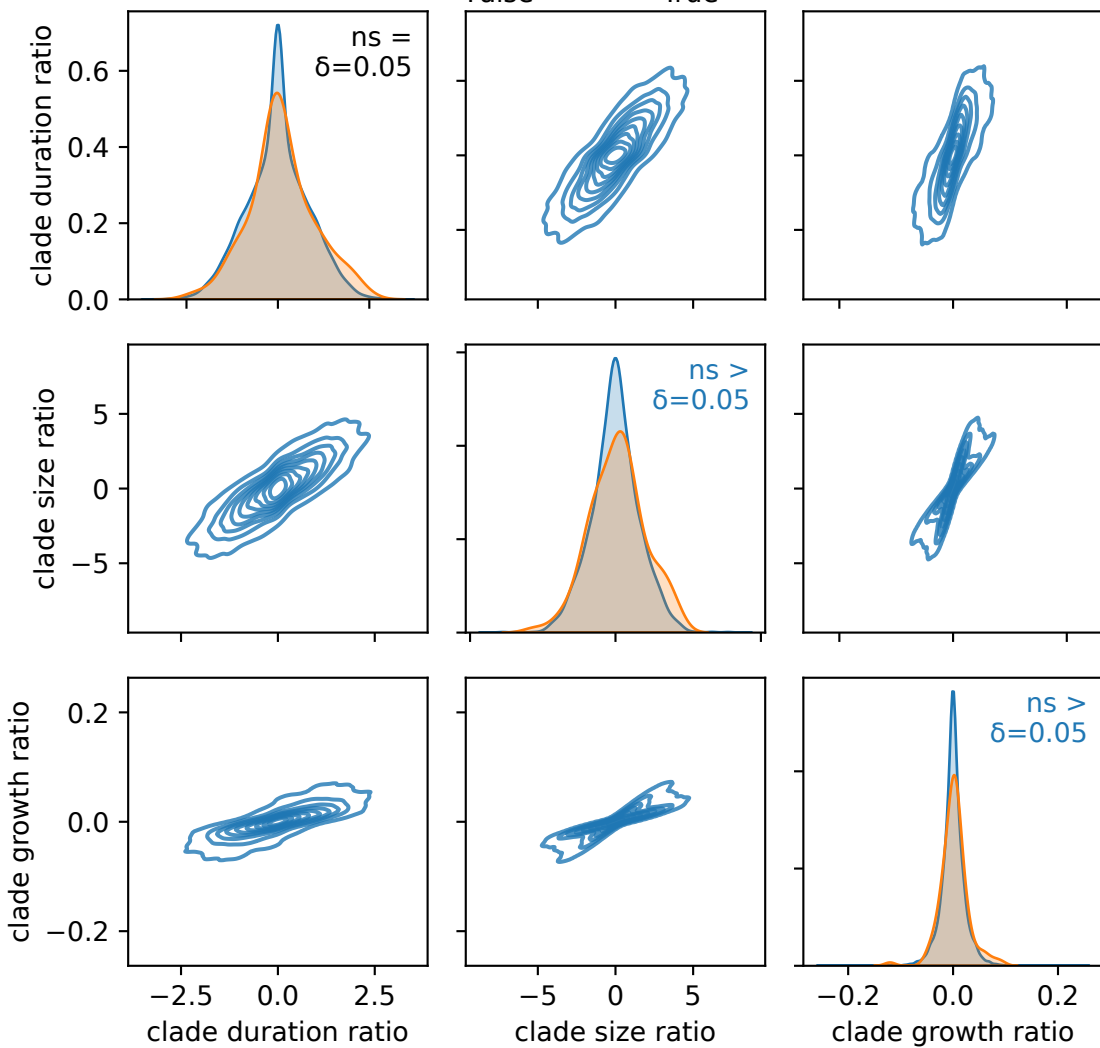 clade duration ratio
0.6
0.4
0.2
0.0
ns =
δ=0.05
clade size ratio
5
0
−5
ns >
δ=0.05
clade growth ratio
0.2
0.0
−0.2
ns >
δ=0.05
−2.5 0.0 2.5
−5 0 5
−0.2 0.0 0.2
clade duration ratio
clade size ratio
clade growth ratio